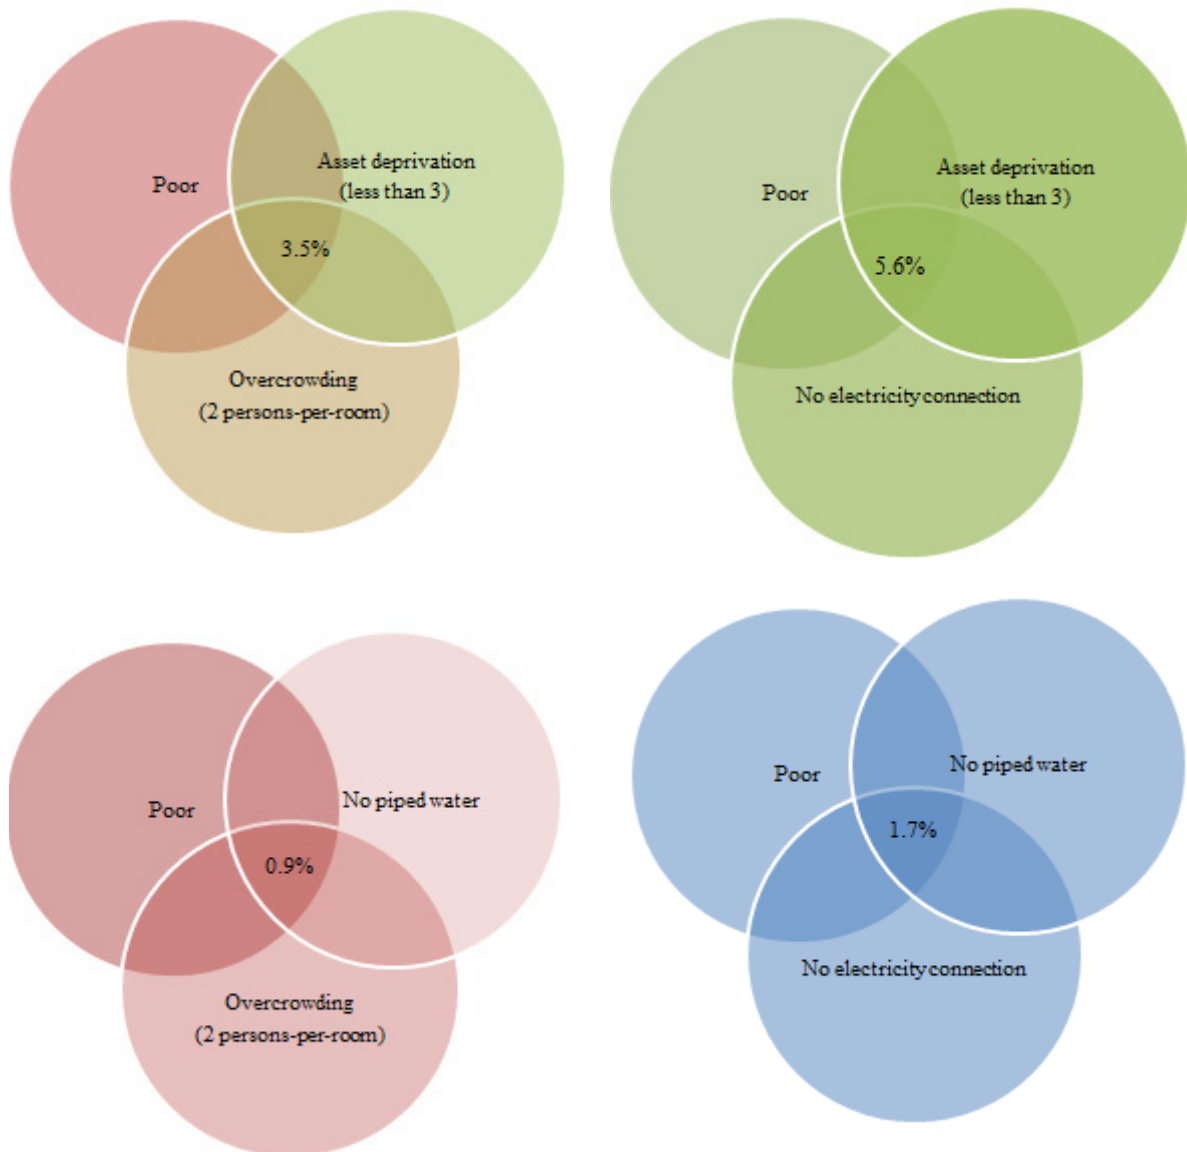 Poor
Asset deprivation
(less than 3)
3.5%
Overcrowding
(2 persons-per-room)
Poor
Asset deprivation
(less than 3)
5.6%
No electricity connection
Poor
No piped water
0.9%
Overcrowding
(2 persons-per-room)
Poor
No piped water
1.7%
No electricity connection